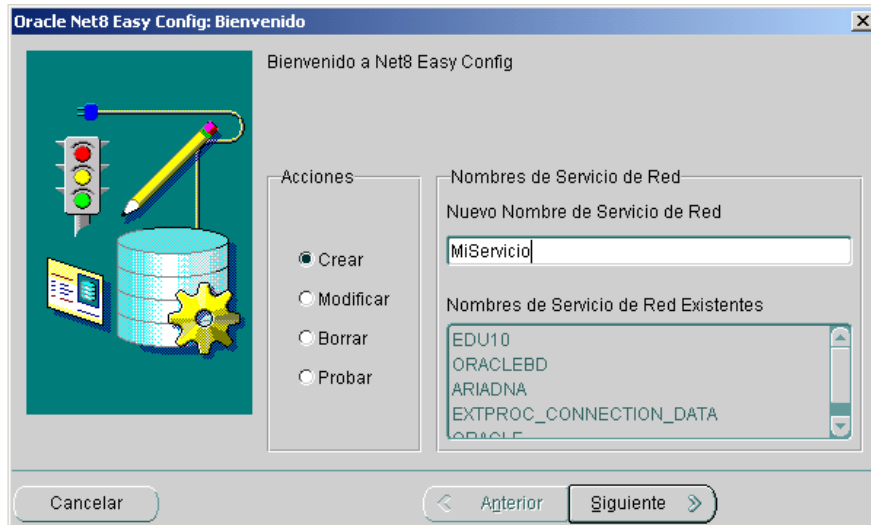 Oracle Net8 Easy Config: Bienvenido
Bienvenido a Net8 Easy Config
Acciones
Crear
Modificar
Borrar
Probar
Nombres de Servicio de Red
Nuevo Nombre de Servicio de Red
MiServicio
Nombres de Servicio de Red Existentes
EDU10
ORACLEBD
ARIADNA
EXTPROC_CONNECTION_DATA
ORACLE
Cancelar
Anterior
Siguiente